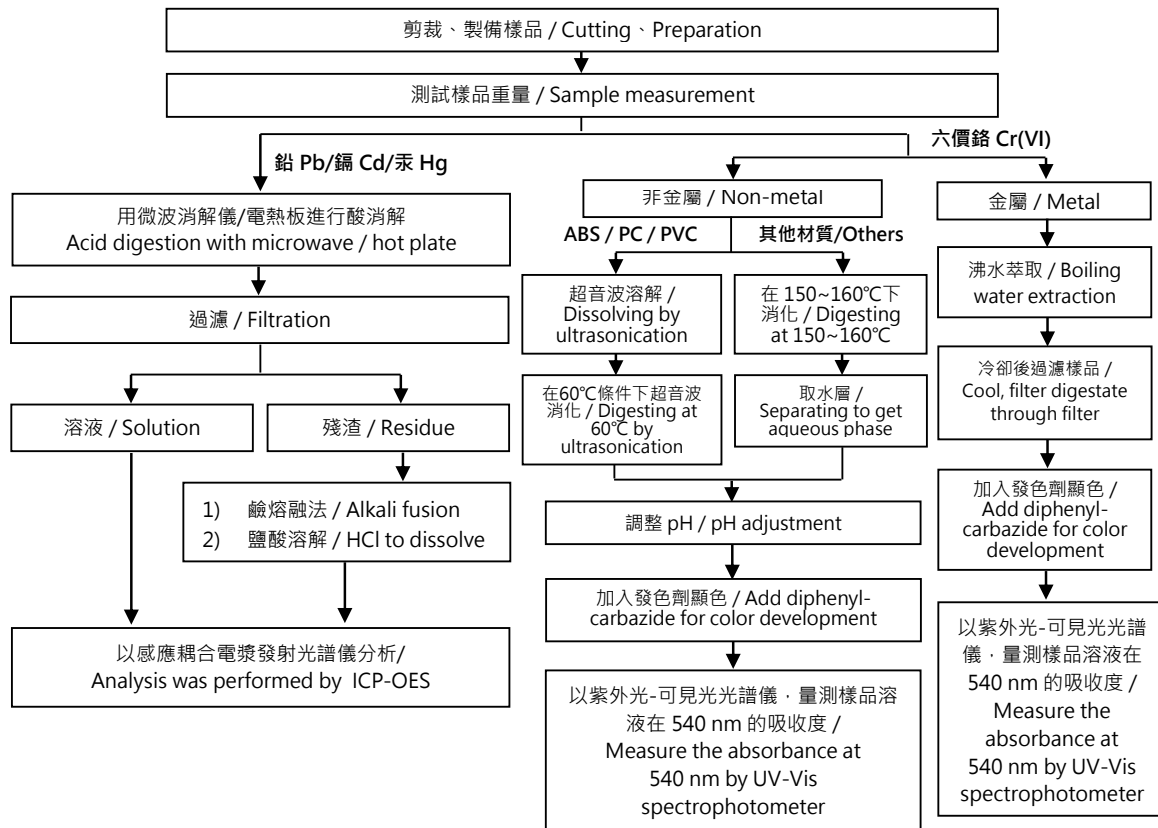 剪裁、製備樣品 / Cutting、Preparation
測試樣品重量 / Sample measurement
鉛 Pb/鎘 Cd/汞 Hg
六價鉻 Cr(VI)
用微波消解儀/電熱板進行酸消解
Acid digestion with microwave / hot plate
過濾 / Filtration
溶液 / Solution
殘渣 / Residue
1) 鹼熔融法 / Alkali fusion
2) 鹽酸溶解 / HCl to dissolve
以感應耦合電漿發射光譜儀分析/
Analysis was performed by ICP-OES
非金屬 / Non-metal
ABS / PC / PVC
其他材質/Others
超音波溶解 /
Dissolving by
ultrasonication
在60℃條件下超音波
消化 / Digesting at
60℃ by
ultrasonication
在 150~160℃下
消化 / Digesting
at 150~160℃
取水層 /
Separating to get
aqueous phase
調整 pH / pH adjustment
加入發色劑顯色 / Add diphenyl-
carbazide for color development
以紫外光-可見光光譜儀，量測樣品溶
液在 540 nm 的吸收度 /
Measure the absorbance at
540 nm by UV-Vis
spectrophotometer
金屬 / Metal
沸水萃取 / Boiling
water extraction
冷卻後過濾樣品 /
Cool, filter digestate
through filter
加入發色劑顯色 /
Add diphenyl-
carbazide for color
development
以紫外光-可見光光譜
儀，量測樣品溶液在
540 nm 的吸收度 /
Measure the
absorbance at
540 nm by UV-Vis
spectrophotometer